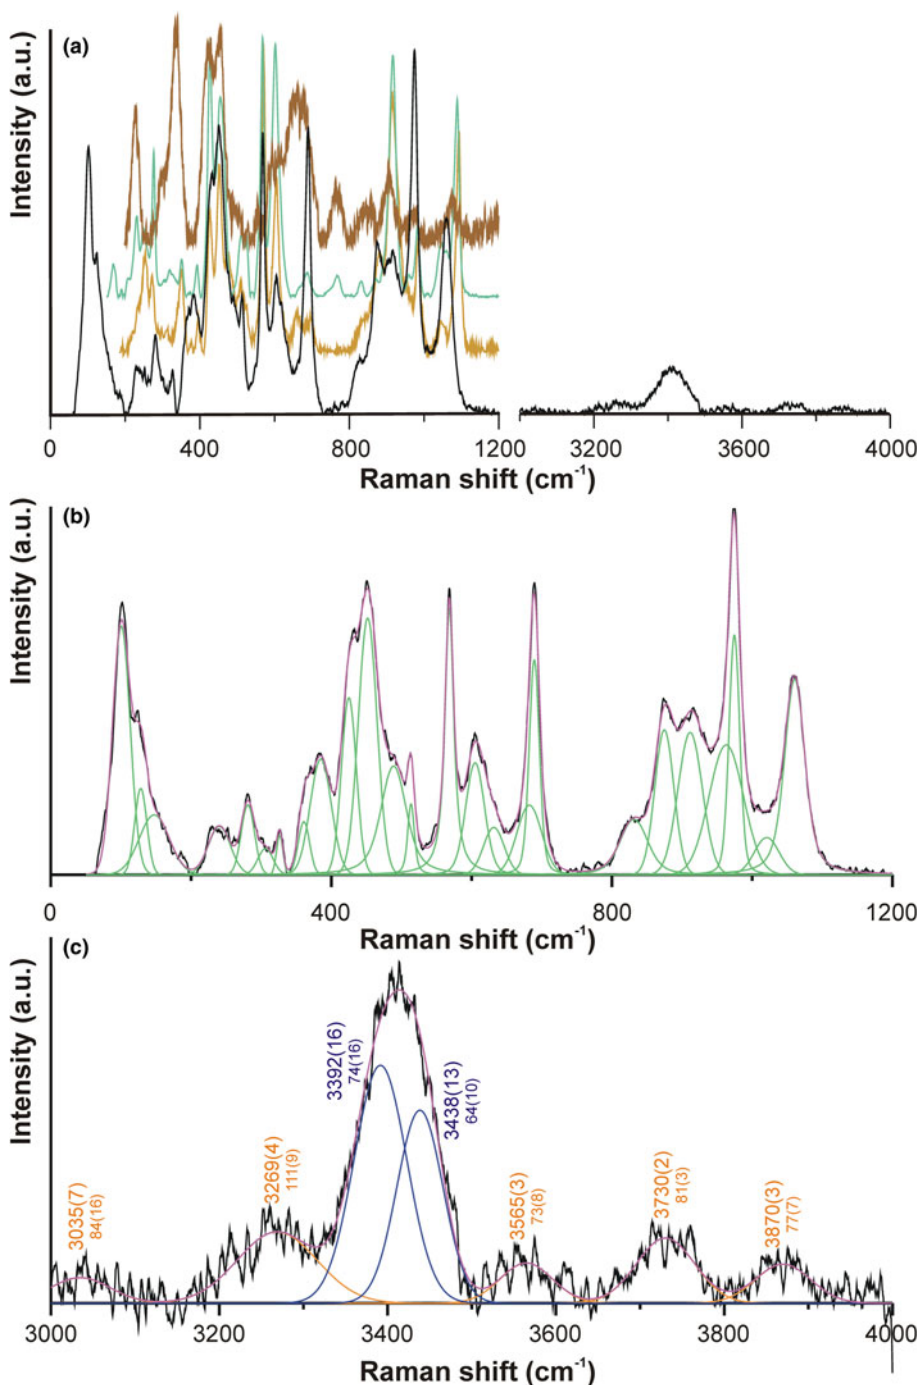 (a)
Intensity (a.u.)
0 400 800 1200 3200 3600 4000
Raman shift (cm⁻¹)
(b)
Intensity (a.u.)
0 400 800 1200
Raman shift (cm⁻¹)
(c)
Intensity (a.u.)
3035(7)
84(16)
3269(4)
111(9)
3392(16)
74(16)
3438(13)
64(10)
3565(3)
73(8)
3730(2)
81(3)
3870(3)
77(7)
3000 3200 3400 3600 3800 4000
Raman shift (cm⁻¹)